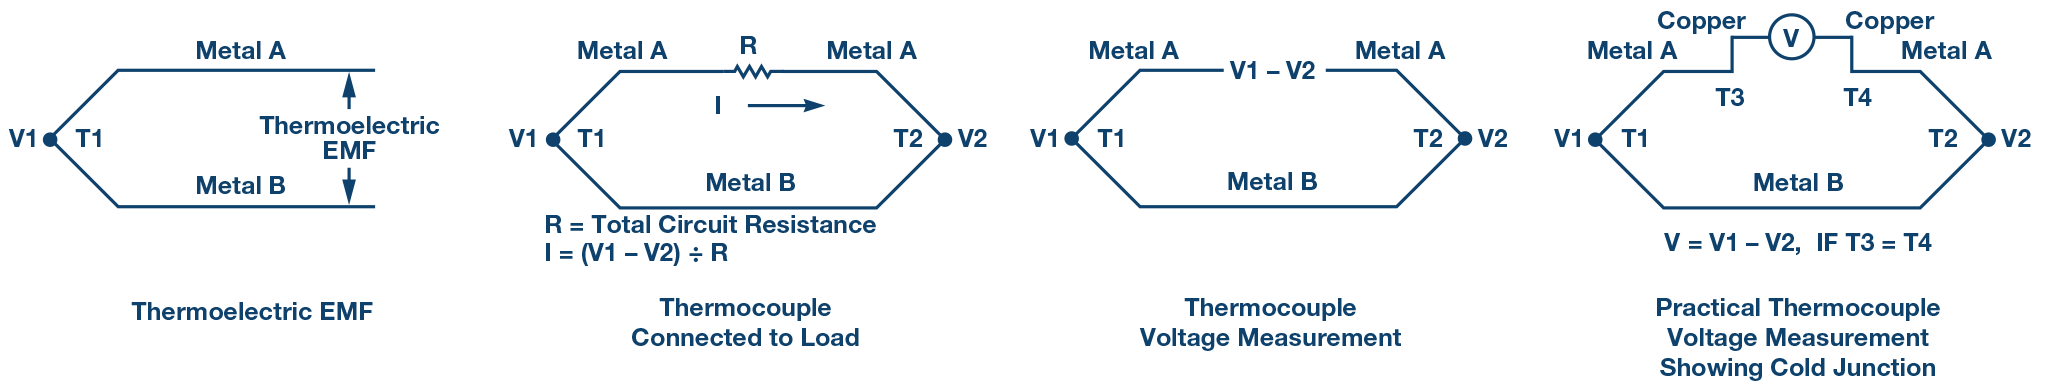 Metal A
Thermoelectric
EMF
V1
T1
Metal B
Thermoelectric EMF
Metal A
R
Metal A
I
V1
T1
T2
V2
Metal B
R = Total Circuit Resistance
I = (V1 – V2) ÷ R
Thermocouple
Connected to Load
Metal A
V1 – V2
Metal A
V1
T1
T2
V2
Metal B
Thermocouple
Voltage Measurement
Copper
V
Copper
Metal A
Metal A
T3
T4
V1
T1
T2
V2
Metal B
V = V1 – V2, IF T3 = T4
Practical Thermocouple
Voltage Measurement
Showing Cold Junction